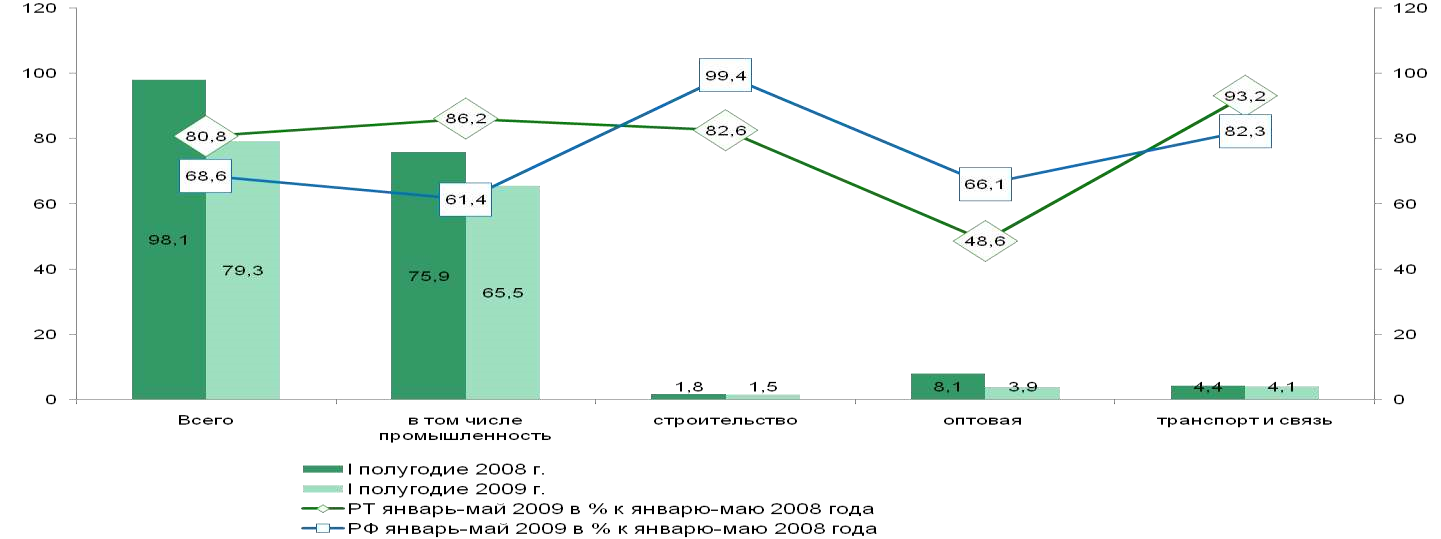 120 120
100 100
80 80
60 60
40 40
20 20
0 0
99,4
93,2
86,2
80,8
82,6
82,3
68,6
61,4
66,1
48,6
98,1
79,3
75,9
65,5
1,8 1,5
8,1 3,9
4,4 4,1
Всего
в том числе
промышленность
строительство
оптовая
транспорт и связь
I полугодие 2008 г.
I полугодие 2009 г.
РТ январь-май 2009 в % к январю-маю 2008 года
РФ январь-май 2009 в % к январю-маю 2008 года